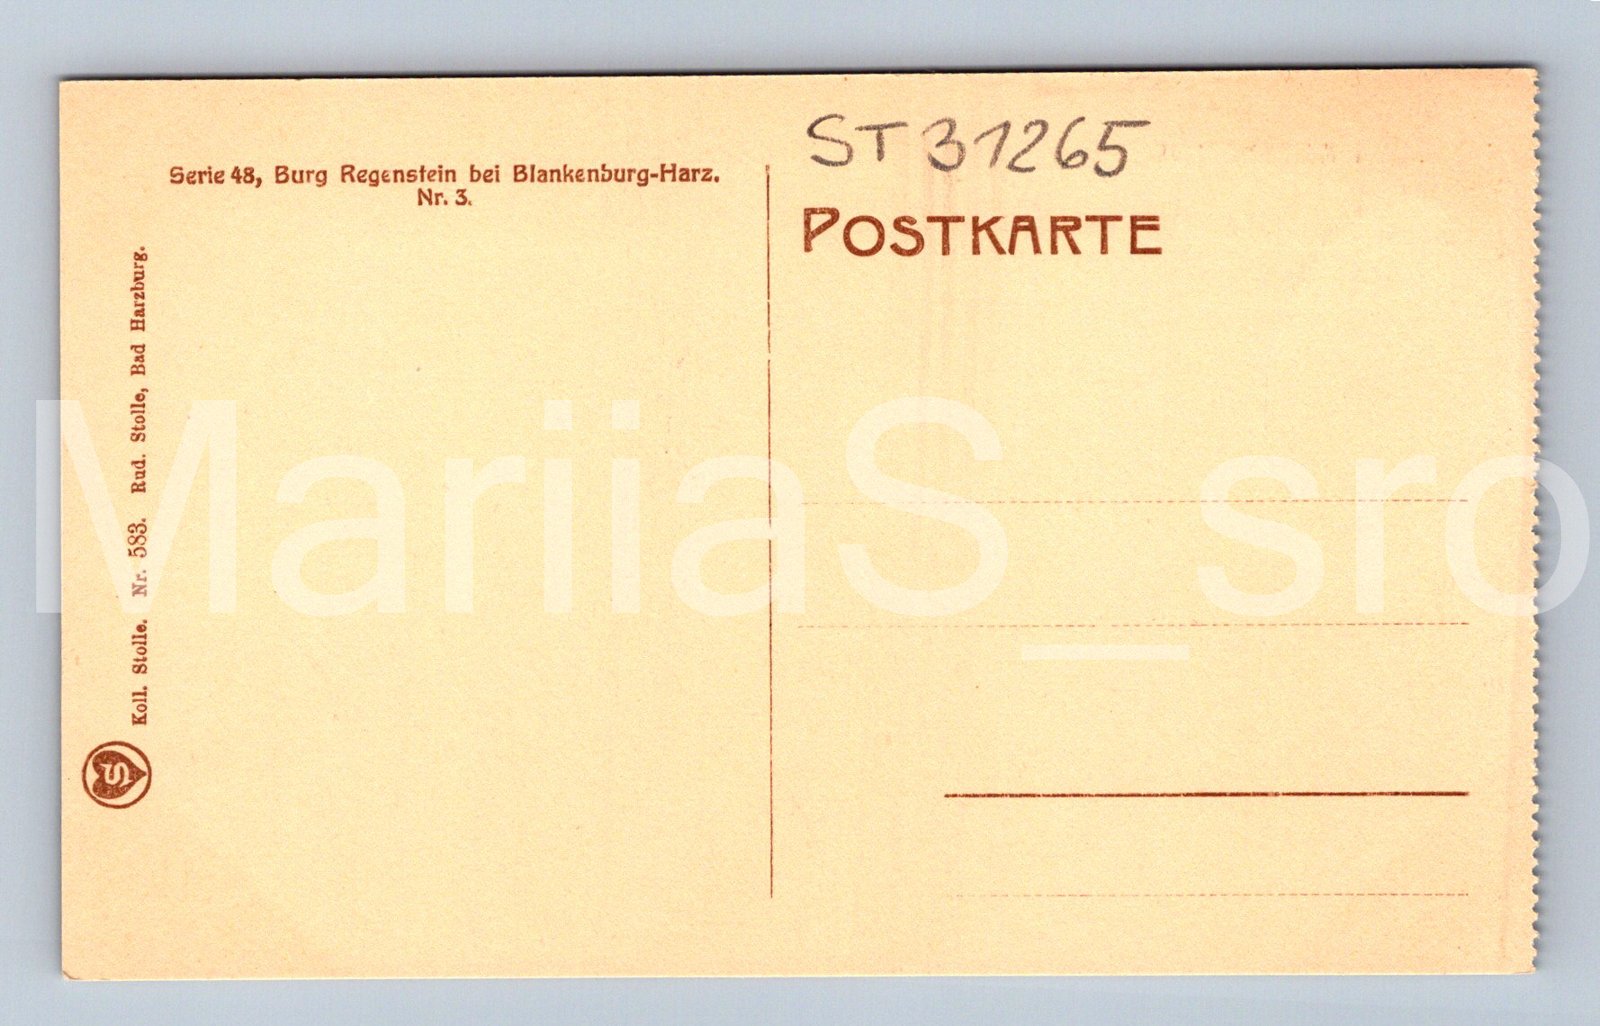 Serie 48, Burg Regenstein bei Blankenburg-Harz.
Nr. 3.
Koll. Stolle. Nr. 583. Rud. Stolle, Bad Harzburg.
S
ST 31265
POSTKARTE
MariiaS_sro